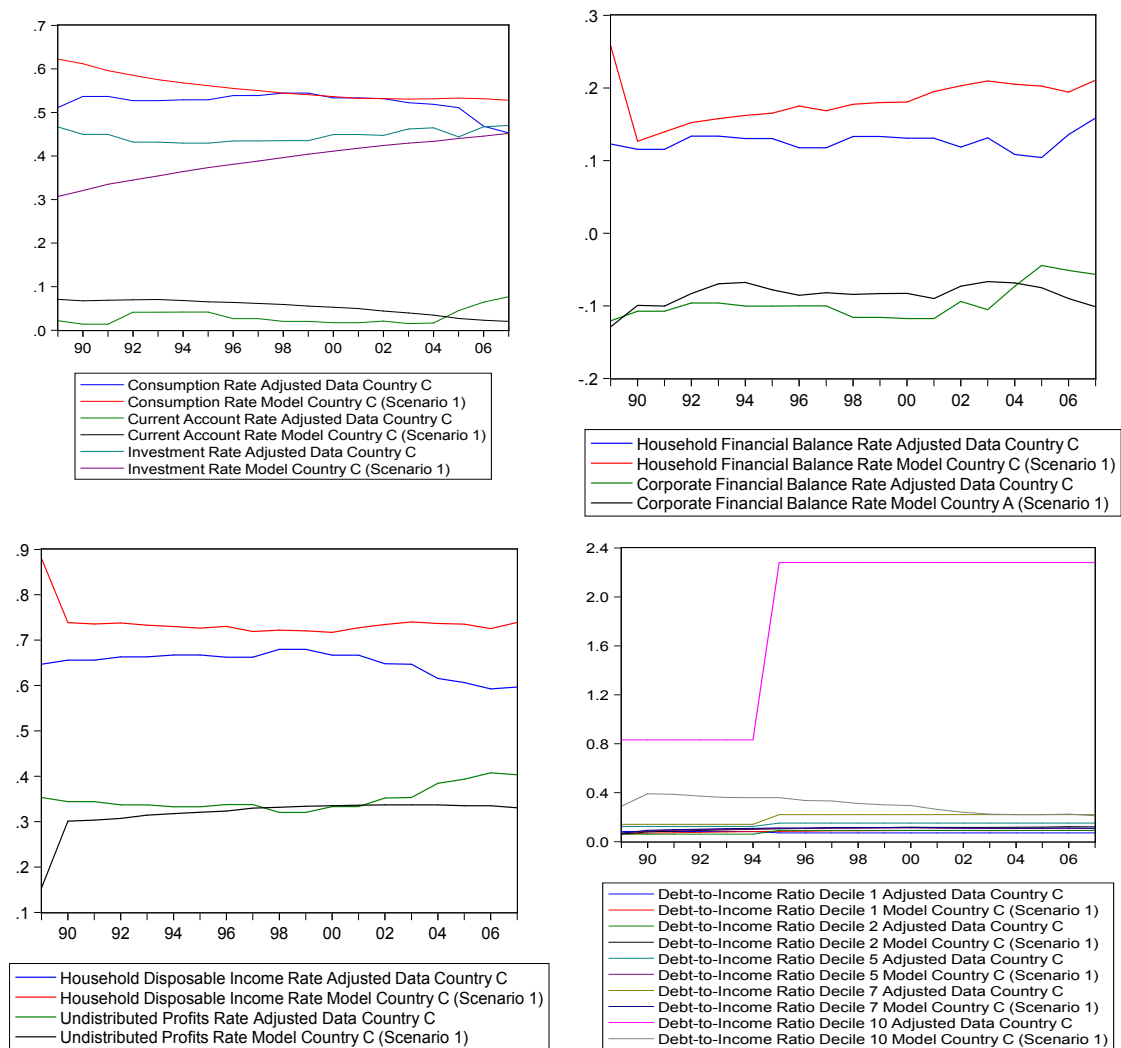 .7
.6
.5
.4
.3
.2
.1
.0
90 92 94 96 98 00 02 04 06
Consumption Rate Adjusted Data Country C
Consumption Rate Model Country C (Scenario 1)
Current Account Rate Adjusted Data Country C
Current Account Rate Model Country C (Scenario 1)
Investment Rate Adjusted Data Country C
Investment Rate Model Country C (Scenario 1)
.3
.2
.1
.0
-.1
-.2
90 92 94 96 98 00 02 04 06
Household Financial Balance Rate Adjusted Data Country C
Household Financial Balance Rate Model Country C (Scenario 1)
Corporate Financial Balance Rate Adjusted Data Country C
Corporate Financial Balance Rate Model Country A (Scenario 1)
.9
.8
.7
.6
.5
.4
.3
.2
.1
90 92 94 96 98 00 02 04 06
Household Disposable Income Rate Adjusted Data Country C
Household Disposable Income Rate Model Country C (Scenario 1)
Undistributed Profits Rate Adjusted Data Country C
Undistributed Profits Rate Model Country C (Scenario 1)
2.4
2.0
1.6
1.2
0.8
0.4
0.0
90 92 94 96 98 00 02 04 06
Debt-to-Income Ratio Decile 1 Adjusted Data Country C
Debt-to-Income Ratio Decile 1 Model Country C (Scenario 1)
Debt-to-Income Ratio Decile 2 Adjusted Data Country C
Debt-to-Income Ratio Decile 2 Model Country C (Scenario 1)
Debt-to-Income Ratio Decile 5 Adjusted Data Country C
Debt-to-Income Ratio Decile 5 Model Country C (Scenario 1)
Debt-to-Income Ratio Decile 7 Adjusted Data Country C
Debt-to-Income Ratio Decile 7 Model Country C (Scenario 1)
Debt-to-Income Ratio Decile 10 Adjusted Data Country C
Debt-to-Income Ratio Decile 10 Model Country C (Scenario 1)